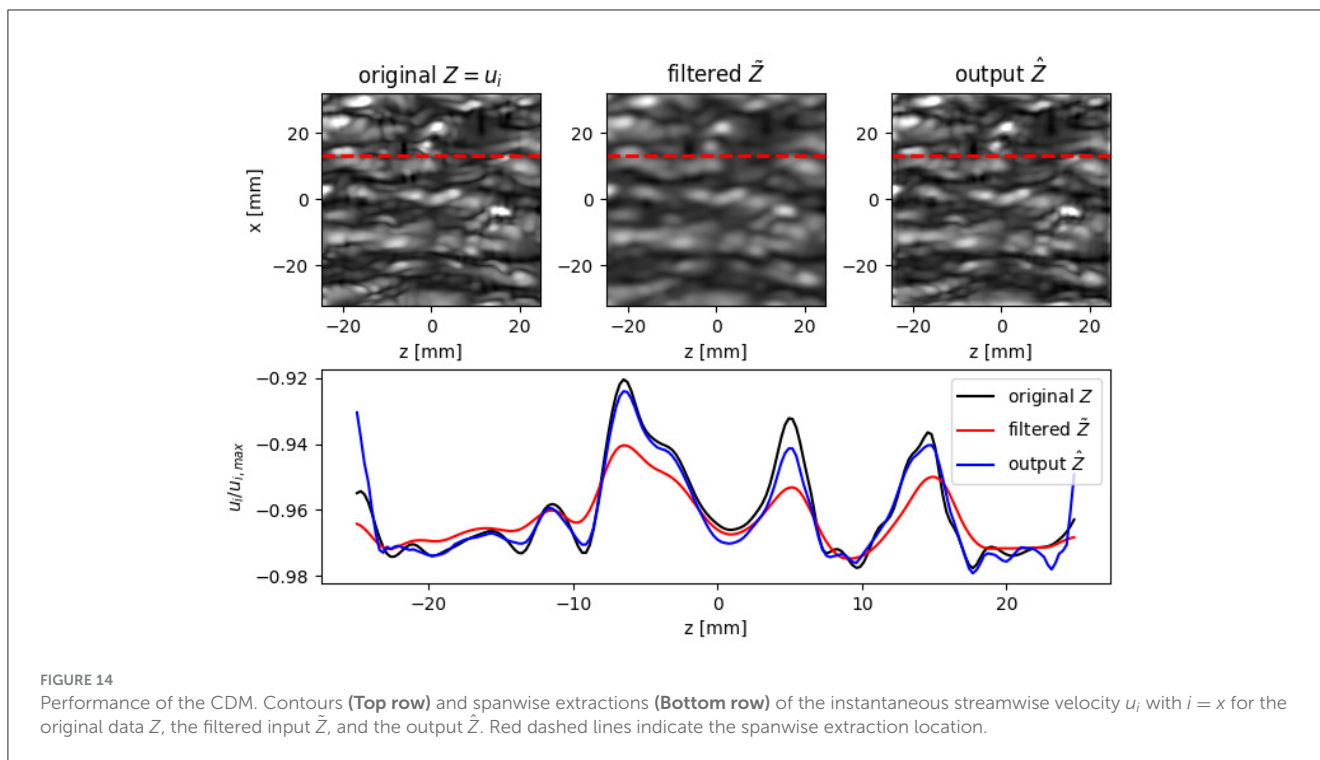 original Z = uᵢ
filtered Z̃
output Ẑ
x [mm]
20
0
−20
−20 0 20
z [mm]
20
0
−20
−20 0 20
z [mm]
20
0
−20
−20 0 20
z [mm]
uᵢ/uᵢ,max
−0.92
−0.94
−0.96
−0.98
original Z
filtered Z̃
output Ẑ
−20 −10 0 10 20
z [mm]
FIGURE 14
Performance of the CDM. Contours (Top row) and spanwise extractions (Bottom row) of the instantaneous streamwise velocity uᵢ with i = x for the
original data Z, the filtered input Z̃, and the output Ẑ. Red dashed lines indicate the spanwise extraction location.